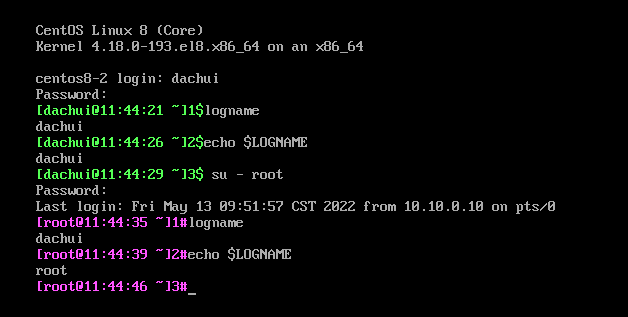 CentOS Linux 8 (Core)
Kernel 4.18.0-193.el8.x86_64 on an x86_64
centos8-2 login: dachui
Password:
[dachui@11:44:21 ~]1$logname
dachui
[dachui@11:44:26 ~]2$echo $LOGNAME
dachui
[dachui@11:44:29 ~]3$ su - root
Password:
Last login: Fri May 13 09:51:57 CST 2022 from 10.10.0.10 on pts/0
[root@11:44:35 ~]1#logname
dachui
[root@11:44:39 ~]2#echo $LOGNAME
root
[root@11:44:46 ~]3#_